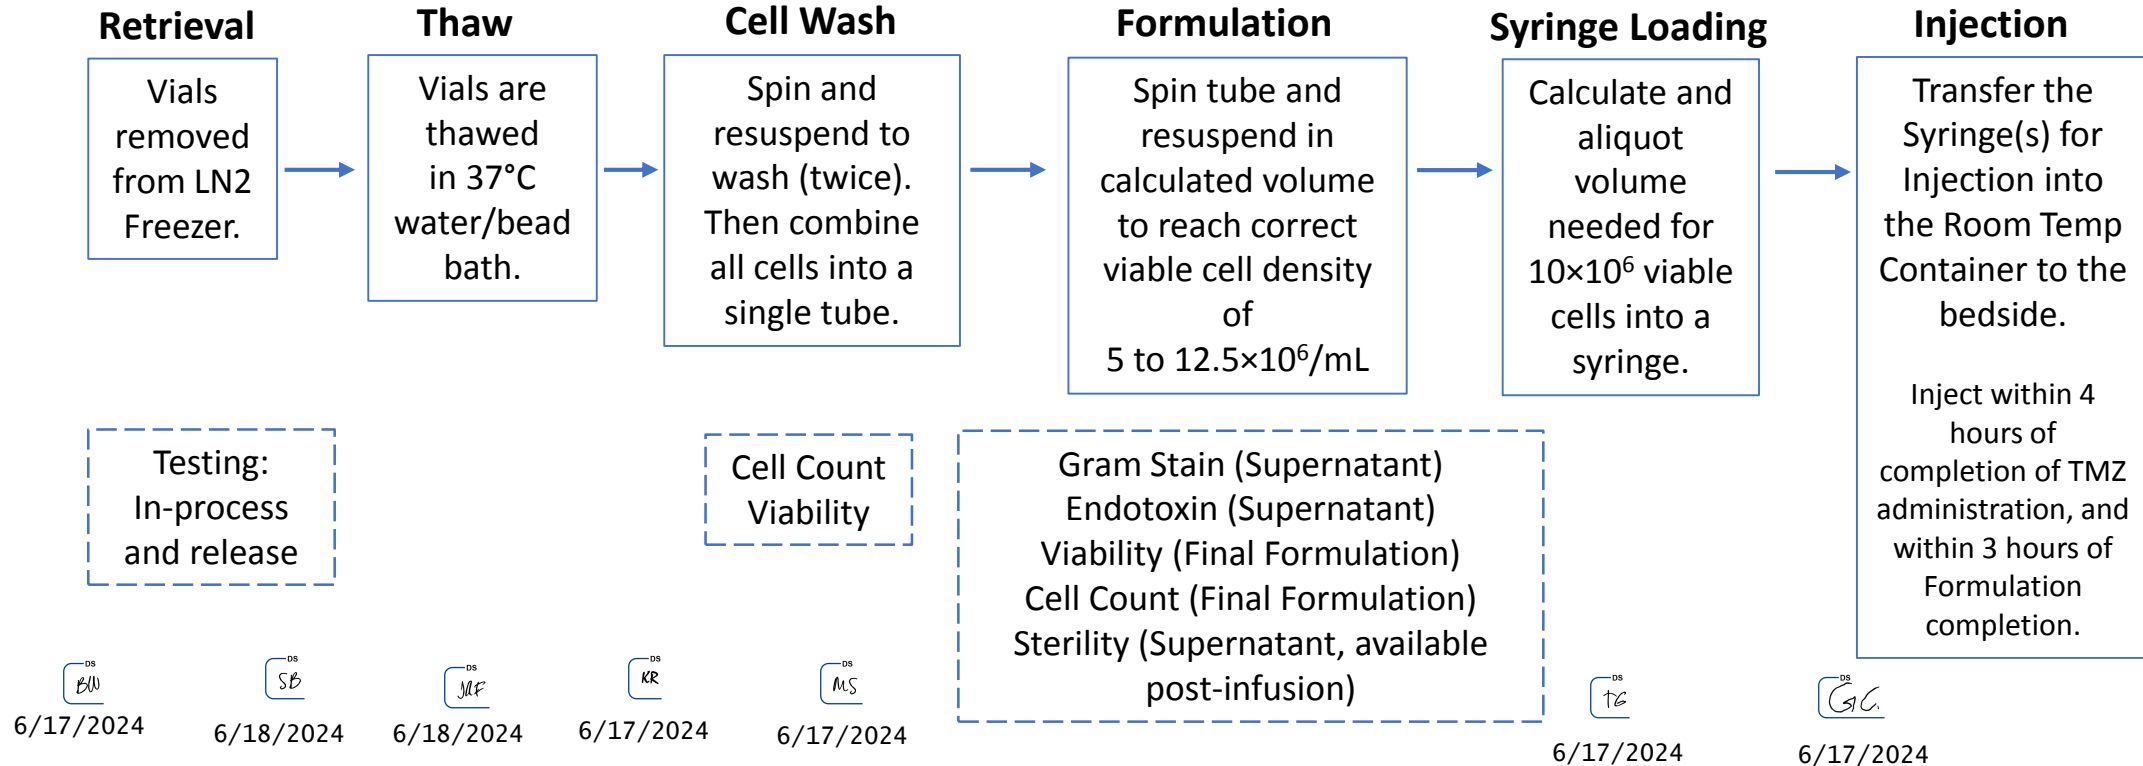 Retrieval
Vials
removed
from LN2
Freezer.
Thaw
Vials are
thawed
in 37°C
water/bead
bath.
Cell Wash
Spin and
resuspend to
wash (twice).
Then combine
all cells into a
single tube.
Formulation
Spin tube and
resuspend in
calculated volume
to reach correct
viable cell density
of
5 to 12.5×10⁶/mL
Syringe Loading
Calculate and
aliquot
volume
needed for
10×10⁶ viable
cells into a
syringe.
Injection
Transfer the
Syringe(s) for
Injection into
the Room Temp
Container to the
bedside.
Inject within 4
hours of
completion of TMZ
administration, and
within 3 hours of
Formulation
completion.
Testing:
In-process
and release
Cell Count
Viability
Gram Stain (Supernatant)
Endotoxin (Supernatant)
Viability (Final Formulation)
Cell Count (Final Formulation)
Sterility (Supernatant, available
post-infusion)
DS
BW
6/17/2024
DS
SB
6/18/2024
DS
6/18/2024
DS
KR
6/17/2024
DS
MS
6/17/2024
DS
TG
6/17/2024
DS
GC.
6/17/2024